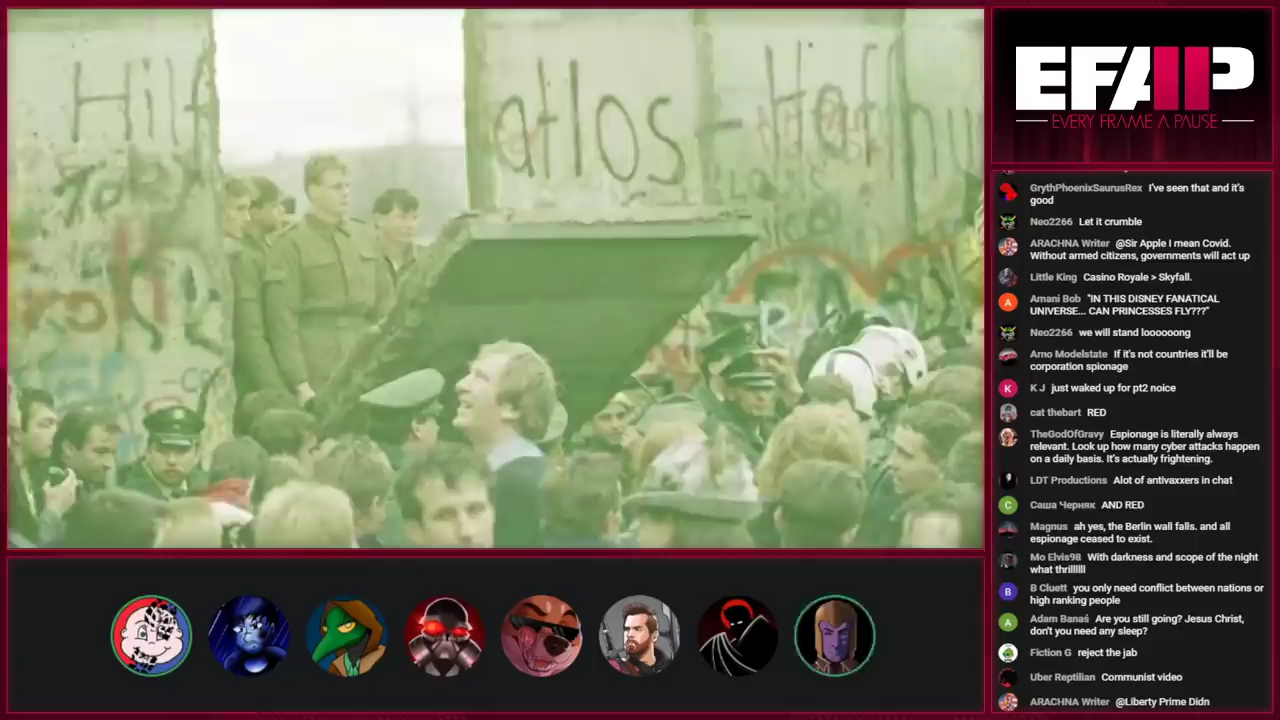 Hilf
atlos
EFAP
EVERY FRAME A PAUSE
GrythPhoenixSaurusRex I've seen that and it's
good
Neo2266 Let it crumble
ARACHNA Writer @Sir Apple I mean Covid.
Without armed citizens, governments will act up
Little King Casino Royale > Skyfall.
A Amani Bob "IN THIS DISNEY FANATICAL
UNIVERSE... CAN PRINCESSES FLY???"
Neo2266 we will stand loooooong
Arno Modelstate If it's not countries it'll be
corporation spionage
K K J just waked up for pt2 noice
cat thebart RED
TheGodOfGravy Espionage is literally always
relevant. Look up how many cyber attacks happen
on a daily basis. It's actually frightening.
LDT Productions Alot of antivaxxers in chat
C Саша Черняк AND RED
Magnus ah yes, the Berlin wall falls. and all
espionage ceased to exist.
Mo Elvis98 With darkness and scope of the night
what thrillllll
B B Cluett you only need conflict between nations or
high ranking people
A Adam Banaś Are you still going? Jesus Christ,
don't you need any sleep?
Fiction G reject the jab
Uber Reptilian Communist video
ARACHNA Writer @Liberty Prime Didn